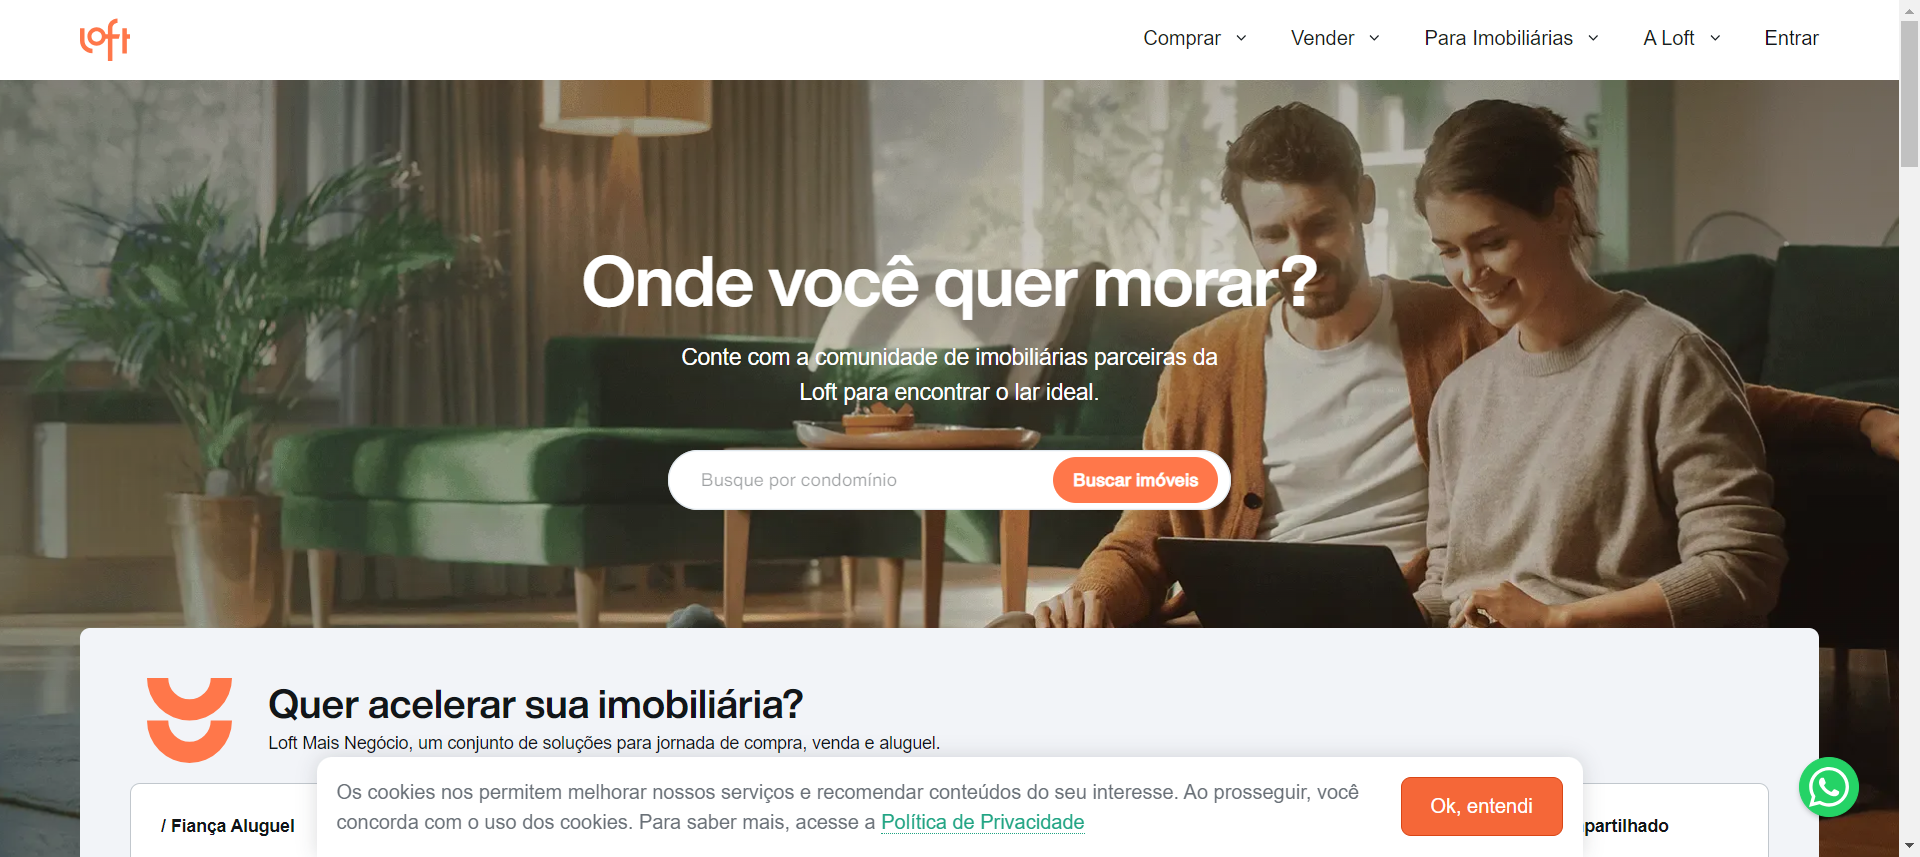 Loft
Comprar
Vender
Para Imobiliárias
A Loft
Entrar
Onde você quer morar?
Conte com a comunidade de imobiliárias parceiras da
Loft para encontrar o lar ideal.
Busque por condomínio
Buscar imóveis
Quer acelerar sua imobiliária?
Loft Mais Negócio, um conjunto de soluções para jornada de compra, venda e aluguel.
/ Fiança Aluguel
partilhado
Os cookies nos permitem melhorar nossos serviços e recomendar conteúdos do seu interesse. Ao prosseguir, você
concorda com o uso dos cookies. Para saber mais, acesse a Política de Privacidade
Ok, entendi